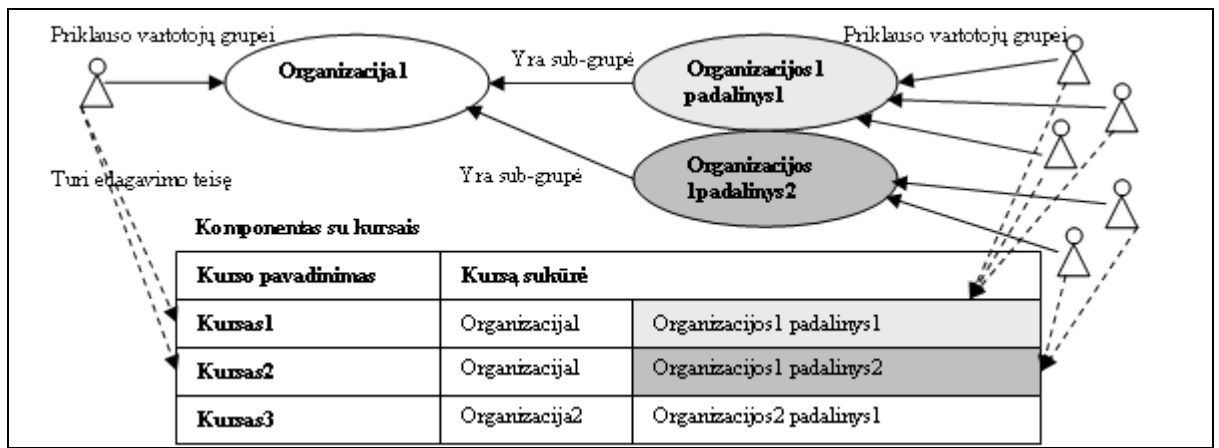 Priklauso vartotojų grupei
Organizacija1
Yra sub-grupė
Organizacijos1
padalinys1
Priklauso vartotojų grupei
Turi edagavimo teisę
Yra sub-grupė
Organizacijos
1padalinys2
Komponentas su kursais
Kurso pavadinimas
Kursą sukūrė
Kursas1
Organizacija1
Organizacijos1 padalinys1
Kursas2
Organizacija1
Organizacijos1 padalinys2
Kursas3
Organizacija2
Organizacijos2 padalinys1